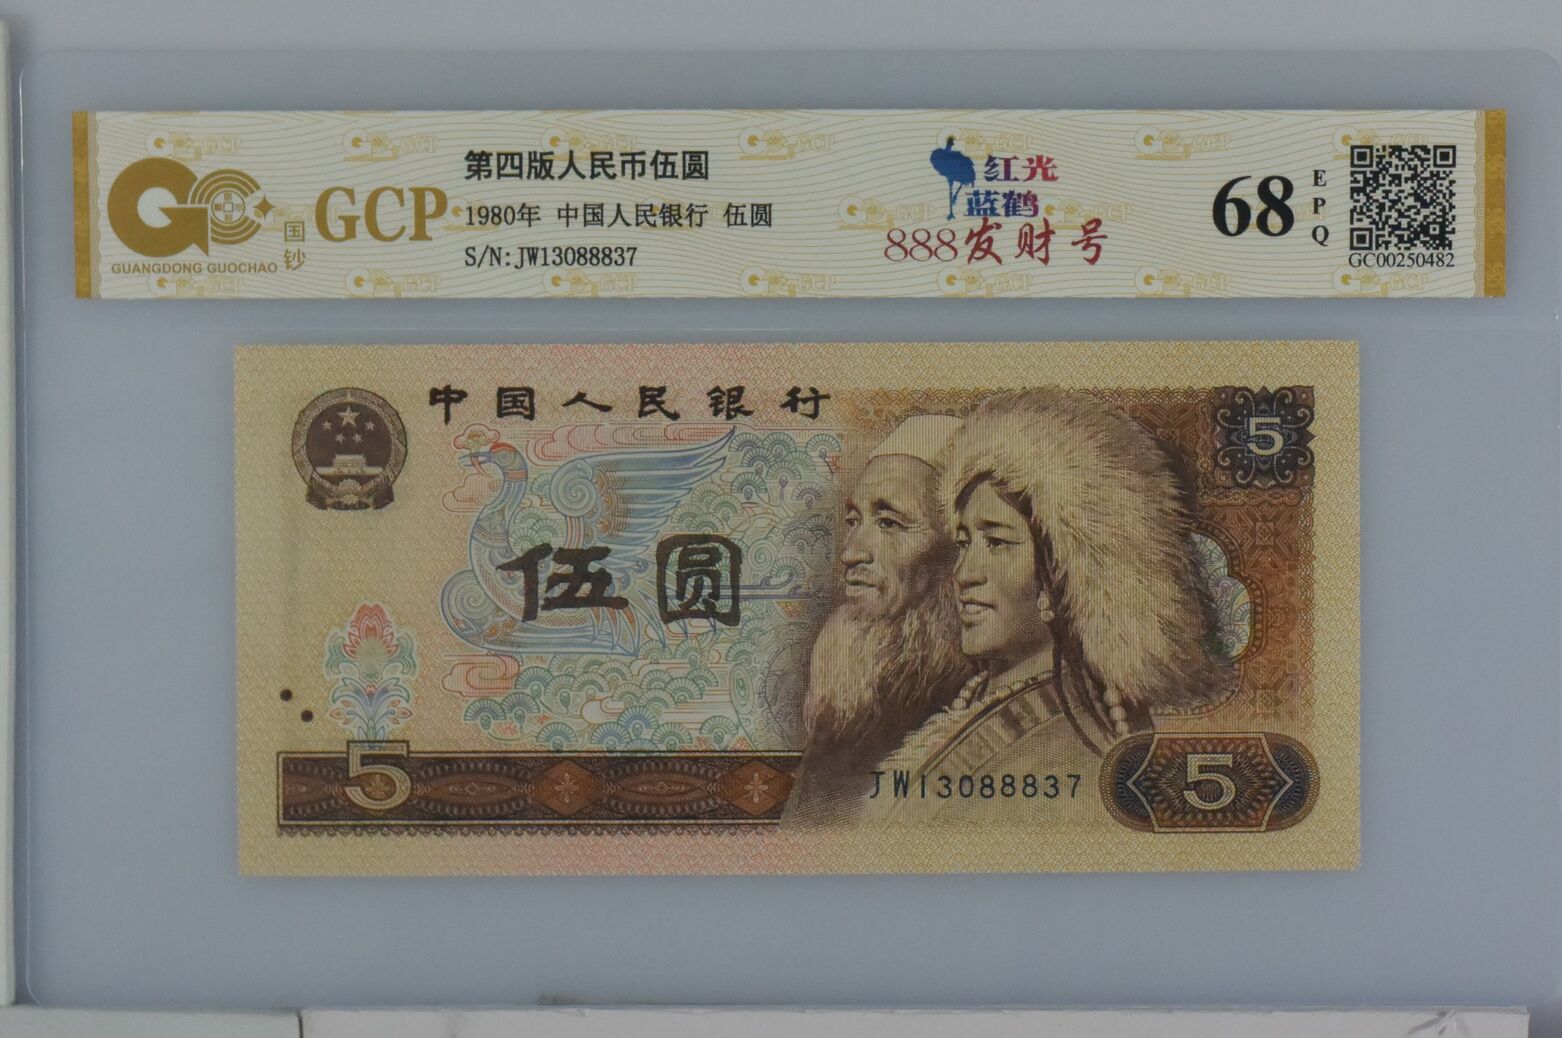 第四版人民币伍圆
GCP
国钞
1980年 中国人民银行 伍圆
S/N:JW13088837
GUANGDONG GUOCHAO
红光
蓝鹤
888发财号
68
EPQ
GC00250482
中国人民银行
5
伍圆
5
JW13088837
5